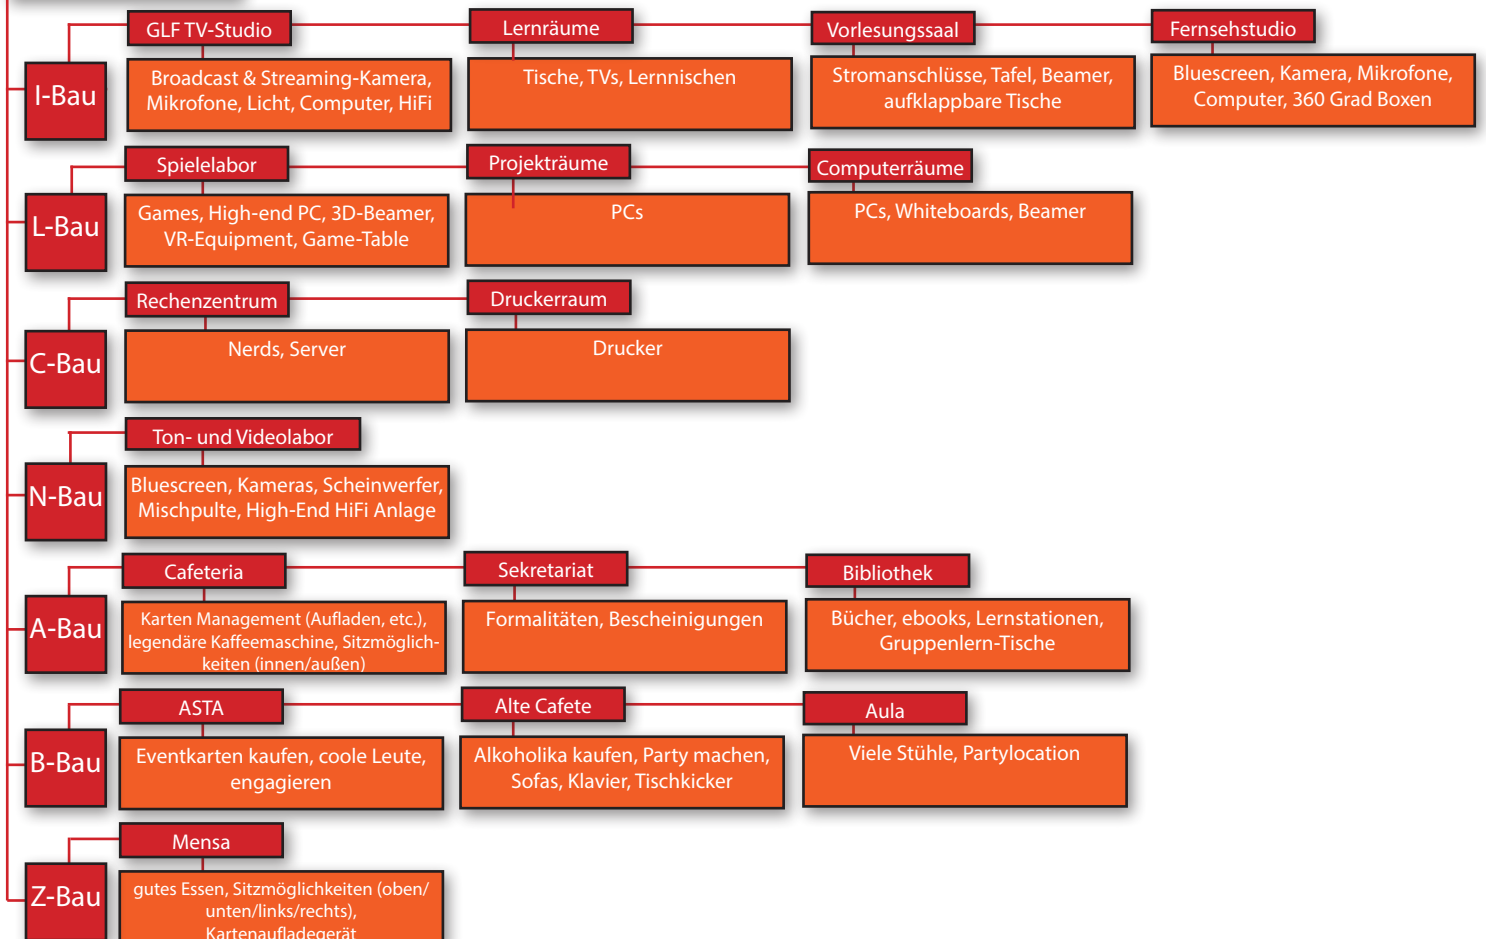 GLF TV-Studio
Lernräume
Vorlesungssaal
Fernsehstudio
I-Bau
Broadcast & Streaming-Kamera,
Mikrofone, Licht, Computer, HiFi
Tische, TVs, Lernnischen
Stromanschlüsse, Tafel, Beamer,
aufklappbare Tische
Bluescreen, Kamera, Mikrofone,
Computer, 360 Grad Boxen
Spielelabor
Projekträume
Computerräume
L-Bau
Games, High-end PC, 3D-Beamer,
VR-Equipment, Game-Table
PCs
PCs, Whiteboards, Beamer
Rechenzentrum
Druckerraum
C-Bau
Nerds, Server
Drucker
Ton- und Videolabor
N-Bau
Bluescreen, Kameras, Scheinwerfer,
Mischpulte, High-End HiFi Anlage
Cafeteria
Sekretariat
Bibliothek
A-Bau
Karten Management (Aufladen, etc.),
legendäre Kaffeemaschine, Sitzmöglich-
keiten (innen/außen)
Formalitäten, Bescheinigungen
Bücher, ebooks, Lernstationen,
Gruppenlern-Tische
ASTA
Alte Cafete
Aula
B-Bau
Eventkarten kaufen, coole Leute,
engagieren
Alkoholika kaufen, Party machen,
Sofas, Klavier, Tischkicker
Viele Stühle, Partylocation
Mensa
Z-Bau
gutes Essen, Sitzmöglichkeiten (oben/
unten/links/rechts),
Kartenaufladegerät